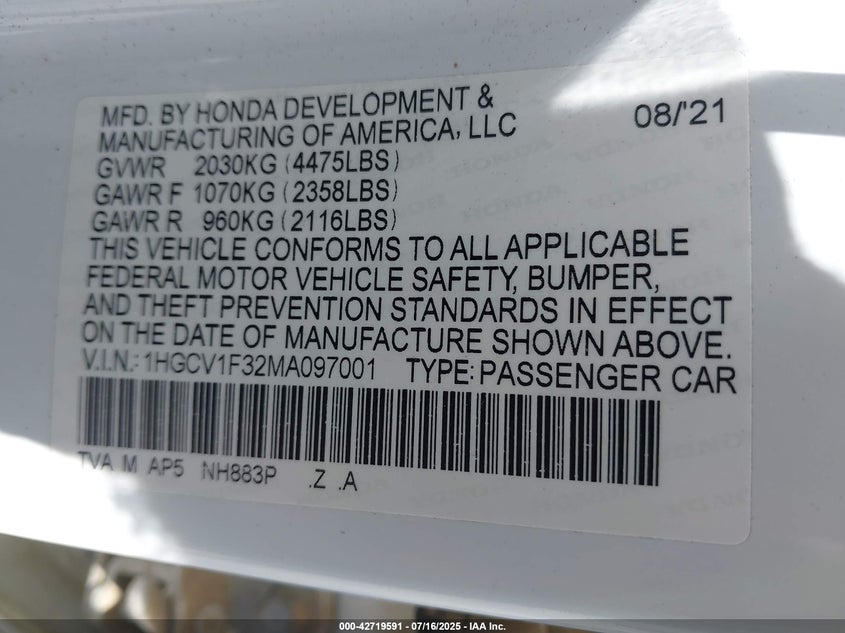 MFD. BY HONDA DEVELOPMENT & 08/'21
MANUFACTURING OF AMERICA, LLC
GVWR 2030KG (4475LBS)
GAWR F 1070KG (2358LBS)
GAWR R 960KG (2116LBS)
THIS VEHICLE CONFORMS TO ALL APPLICABLE
FEDERAL MOTOR VEHICLE SAFETY, BUMPER,
AND THEFT PREVENTION STANDARDS IN EFFECT
ON THE DATE OF MANUFACTURE SHOWN ABOVE.
V.I.N.: 1HGCV1F32MA097001 TYPE: PASSENGER CAR
TVA M AP5 NH883P .Z .A
000-42719591 - 07/16/2025 - IAA Inc.